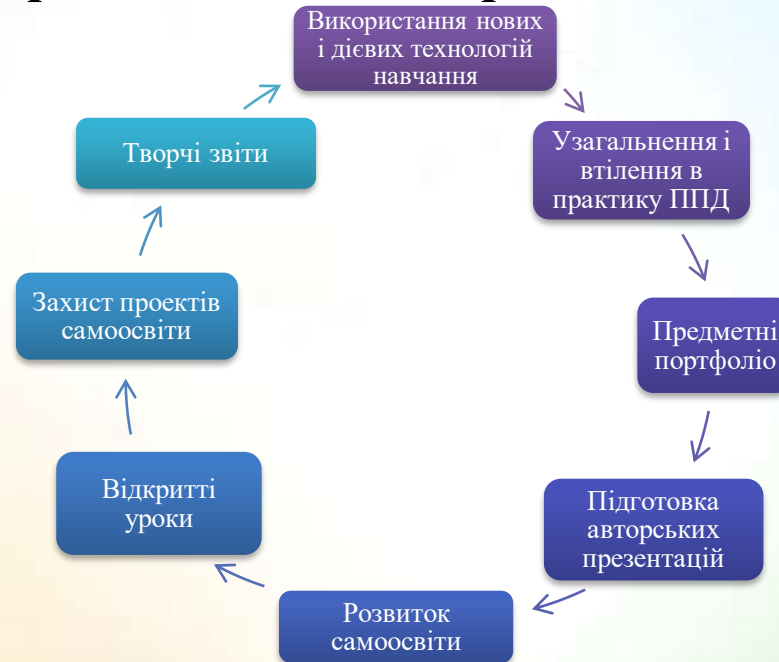 Використання нових
і дієвих технологій
навчання
Узагальнення і
втілення в
практику ППД
Предметні
портфоліо
Підготовка
авторських
презентацій
Розвиток
самоосвіти
Відкритті
уроки
Захист проектів
самоосвіти
Творчі звіти